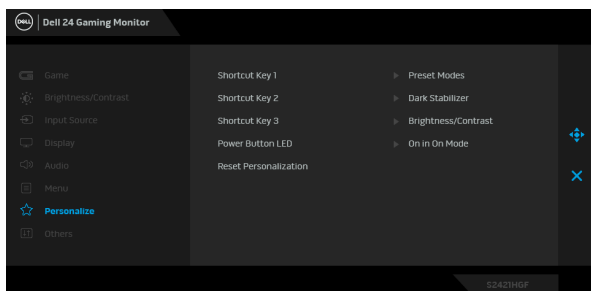 DELL Dell 24 Gaming Monitor
Game
Shortcut Key 1 Preset Modes
Brightness/Contrast
Shortcut Key 2 Dark Stabilizer
Input Source
Shortcut Key 3 Brightness/Contrast
Display
Power Button LED On in On Mode
Audio
Reset Personalization
Menu
Personalize
Others
S2421HGF